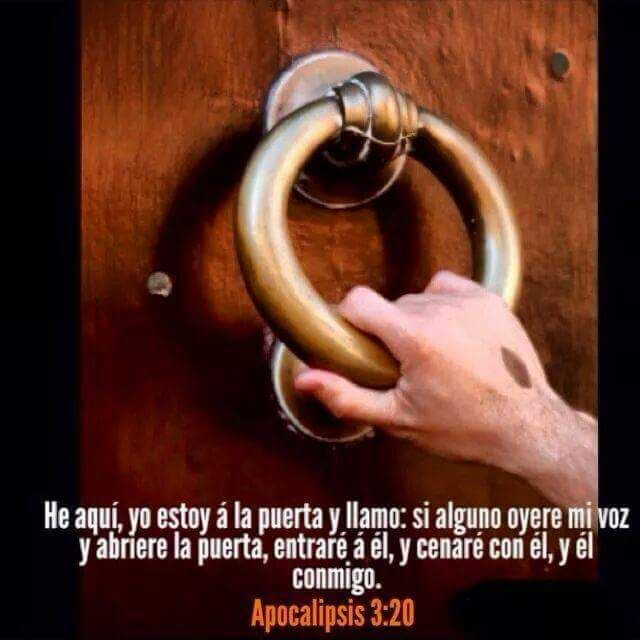 He aquí, yo estoy á la puerta y llamo: si alguno oyere mi voz
y abriere la puerta, entraré á él, y cenaré con él, y él
conmigo.
Apocalipsis 3:20